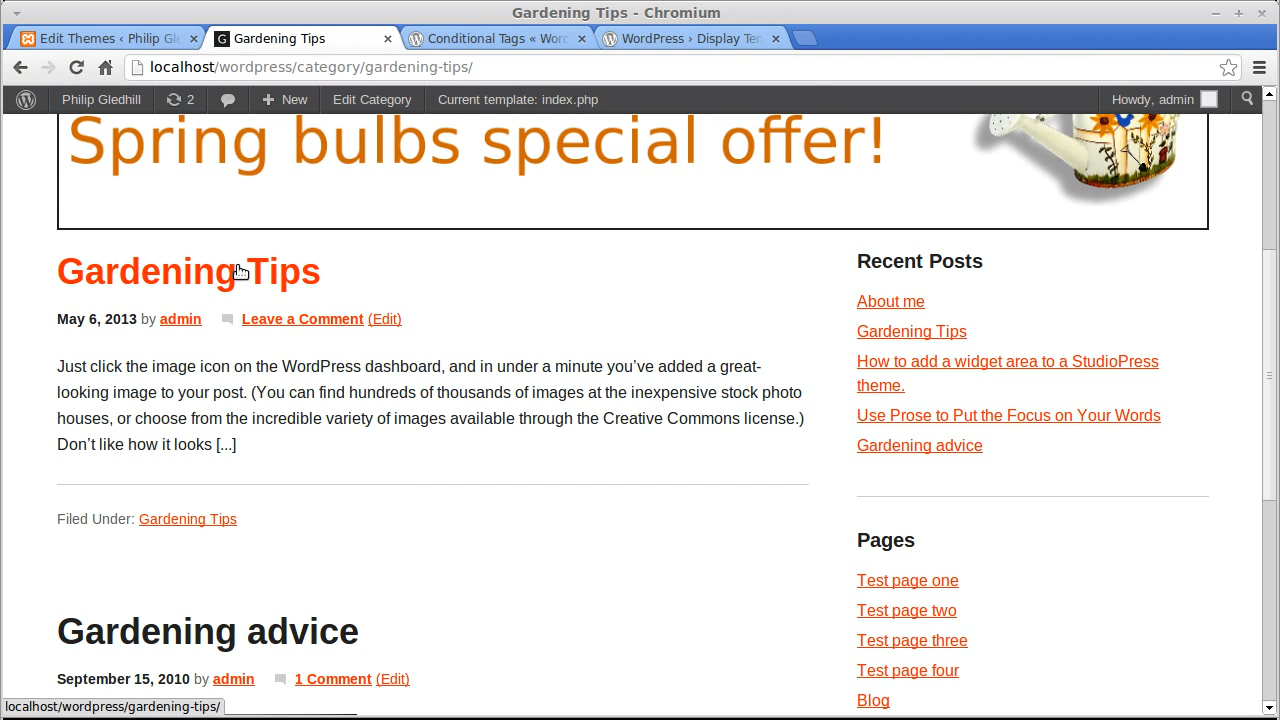 Gardening Tips - Chromium
Edit Themes ‹ Philip Gle
Gardening Tips
Conditional Tags « Word
WordPress › Display Tem
localhost/wordpress/category/gardening-tips/
Philip Gledhill
2
New
Edit Category
Current template: index.php
Howdy, admin
Spring bulbs special offer!
Gardening Tips
May 6, 2013 by admin Leave a Comment (Edit)
Just click the image icon on the WordPress dashboard, and in under a minute you’ve added a great-
looking image to your post. (You can find hundreds of thousands of images at the inexpensive stock photo
houses, or choose from the incredible variety of images available through the Creative Commons license.)
Don’t like how it looks [...]
Filed Under: Gardening Tips
Gardening advice
September 15, 2010 by admin 1 Comment (Edit)
Recent Posts
About me
Gardening Tips
How to add a widget area to a StudioPress
theme.
Use Prose to Put the Focus on Your Words
Gardening advice
Pages
Test page one
Test page two
Test page three
Test page four
Blog
localhost/wordpress/gardening-tips/